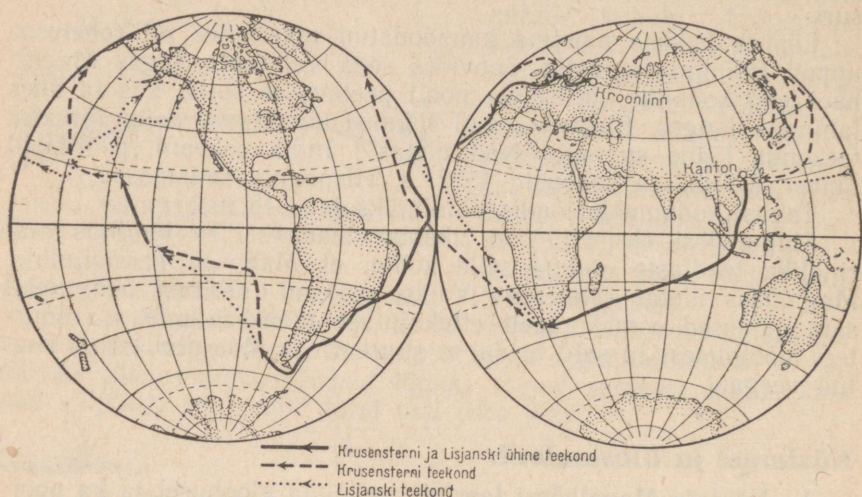 Kroonlinn
Kanton
Krusensterni ja Lisjanski ühine teekond
Krusensterni teekond
Lisjanski teekond